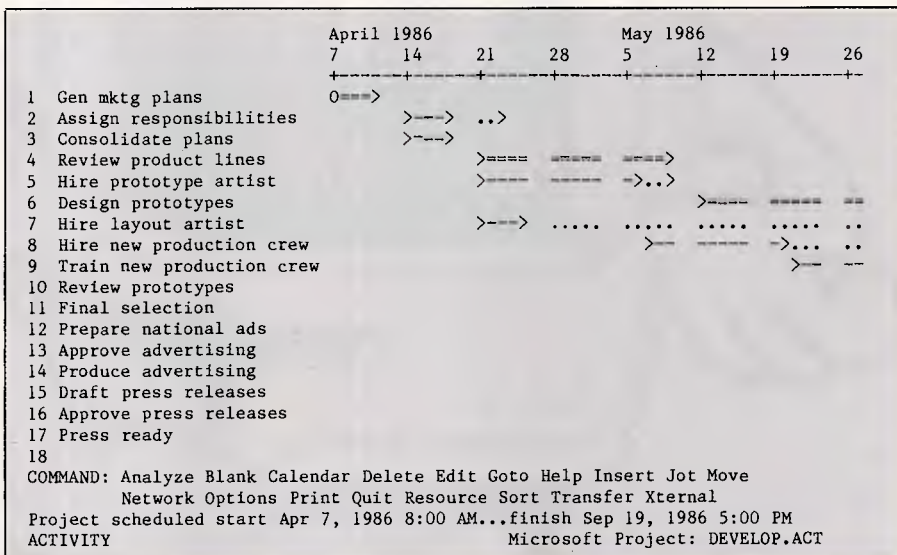 April 1986 May 1986
7 14 21 28 5 12 19 26
+------+------+------+------+------+------+------+-
1 Gen mktg plans O===>
2 Assign responsibilities >---> ..>
3 Consolidate plans >--->
4 Review product lines >==== ===== ===>
5 Hire prototype artist >---- ----- ->..>
6 Design prototypes >---- ===== ==
7 Hire layout artist >---> ..... ..... ..... ..... ..
8 Hire new production crew >-- ----- ->... ..
9 Train new production crew >-- --
10 Review prototypes
11 Final selection
12 Prepare national ads
13 Approve advertising
14 Produce advertising
15 Draft press releases
16 Approve press releases
17 Press ready
18
COMMAND: Analyze Blank Calendar Delete Edit Goto Help Insert Jot Move
Network Options Print Quit Resource Sort Transfer Xternal
Project scheduled start Apr 7, 1986 8:00 AM...finish Sep 19, 1986 5:00 PM
ACTIVITY Microsoft Project: DEVELOP.ACT